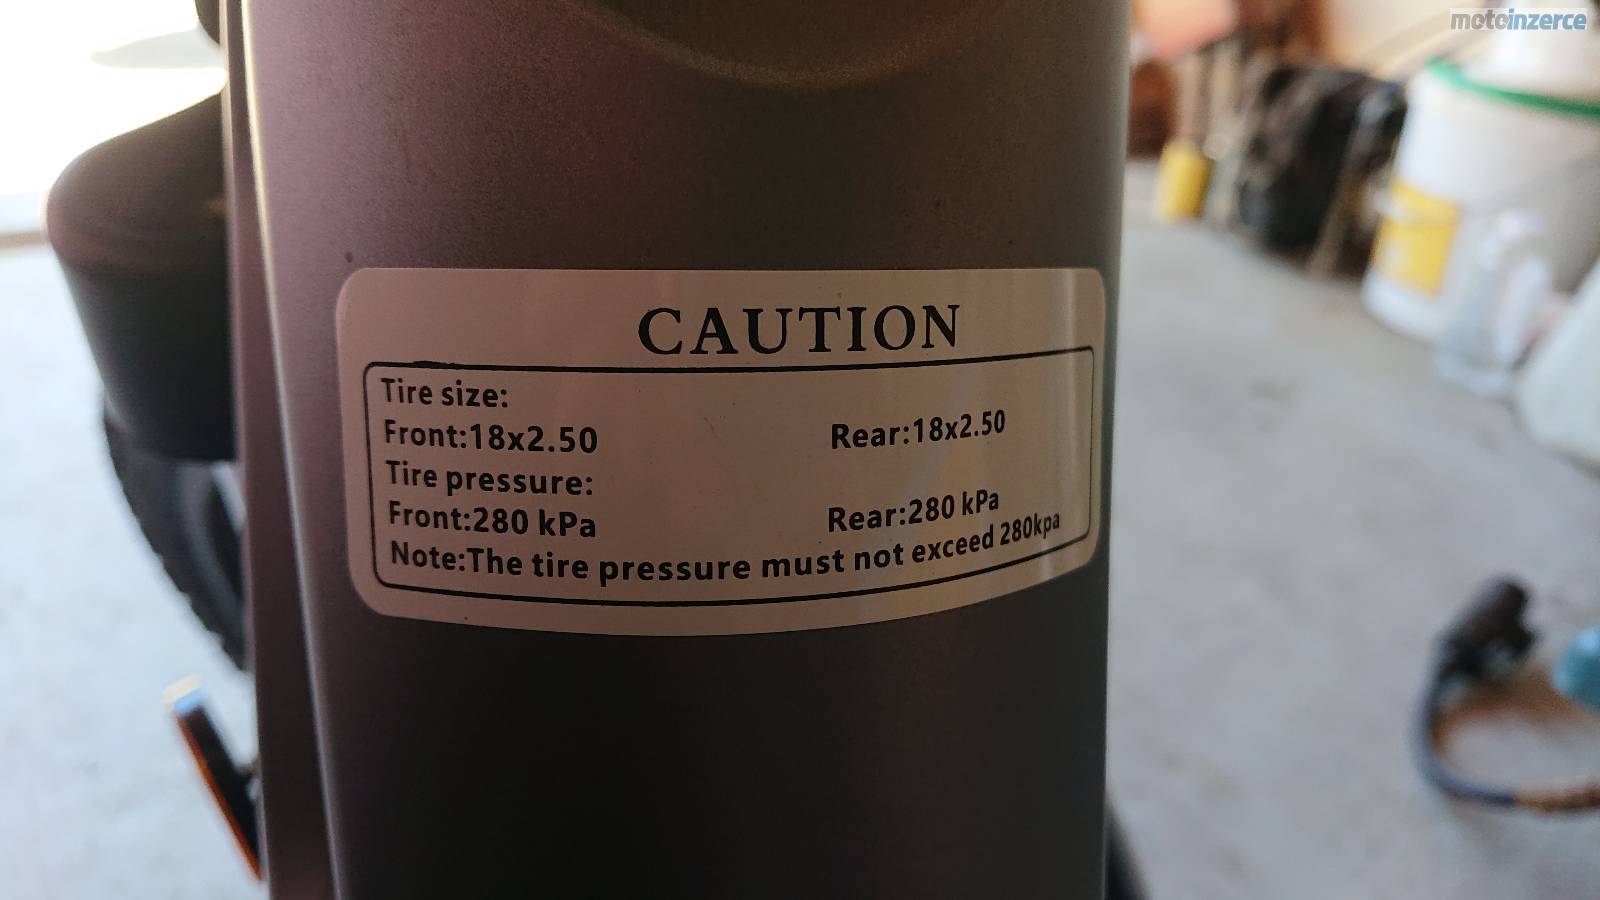 motoinzerce
CAUTION
Tire size:
Front:18x2.50 Rear:18x2.50
Tire pressure:
Front:280 kPa Rear:280 kPa
Note:The tire pressure must not exceed 280kpa